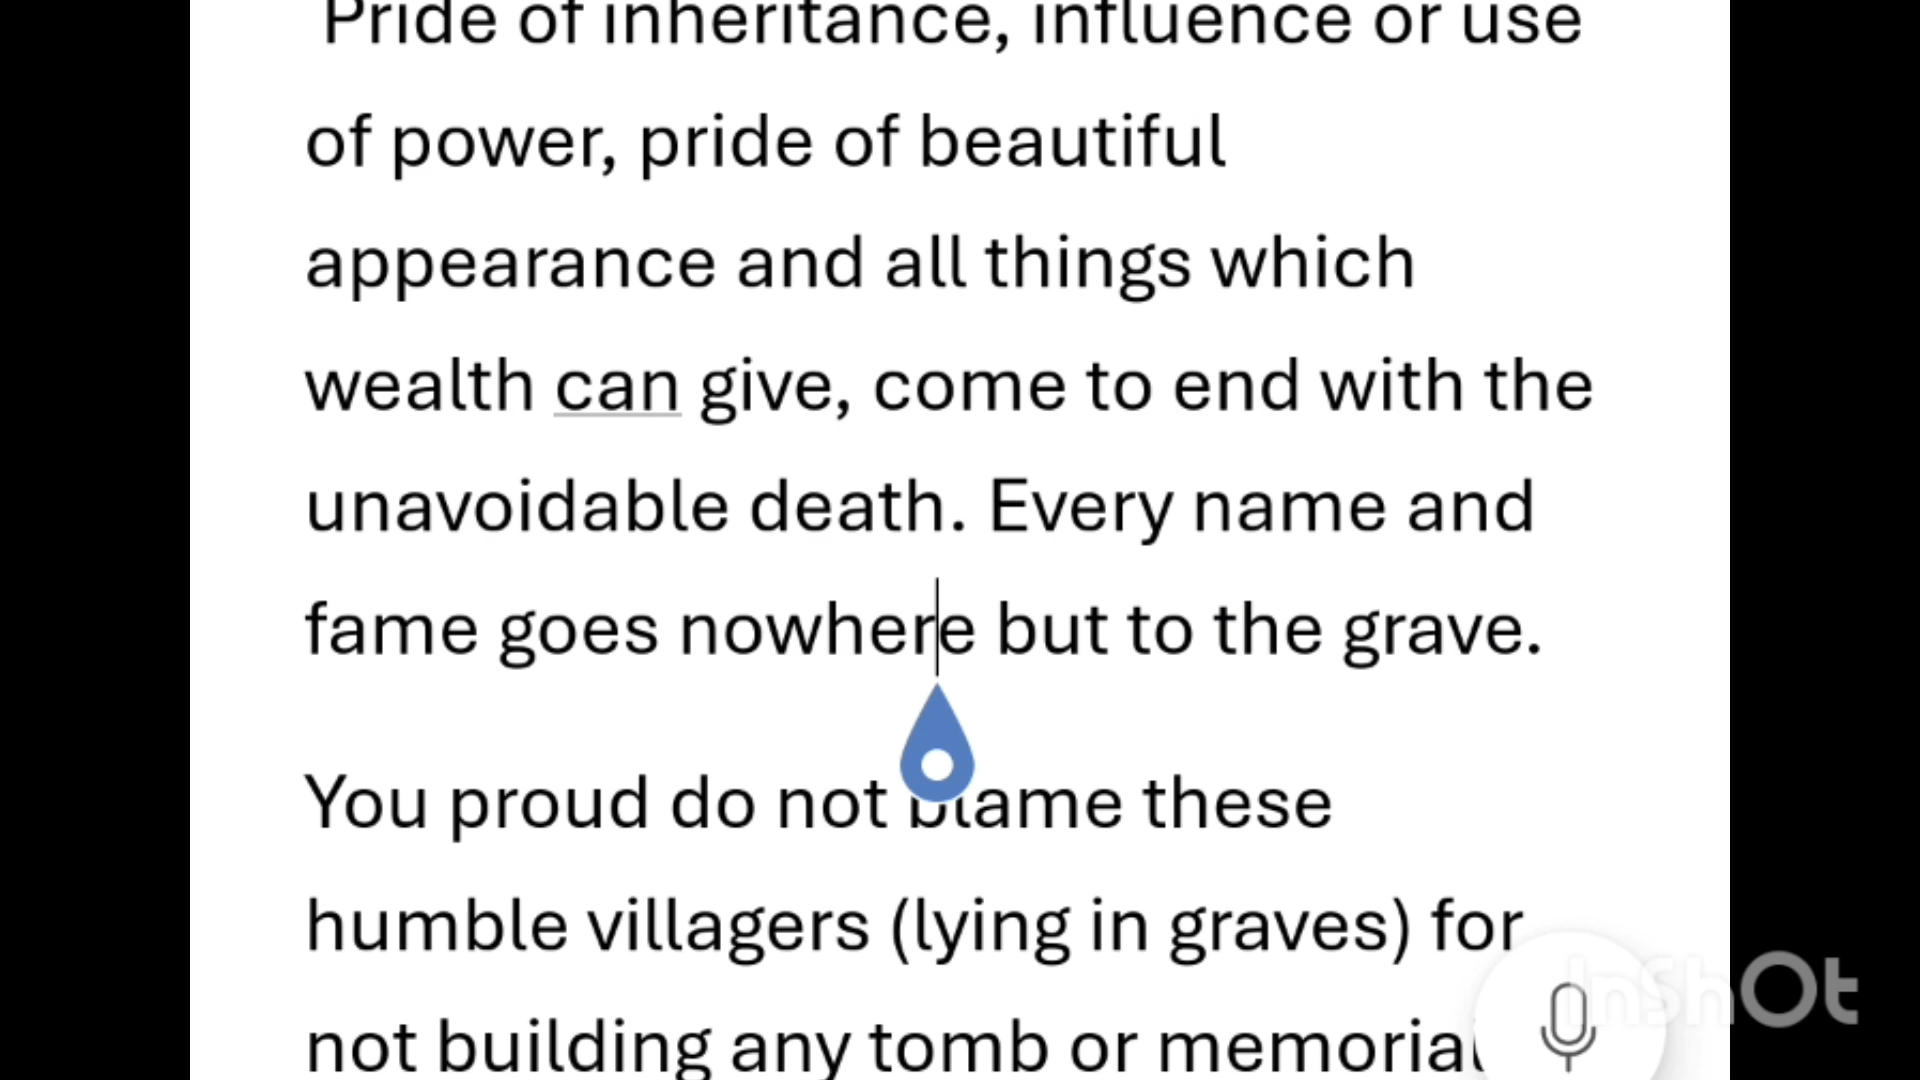 Pride of inheritance, influence or use
of power, pride of beautiful
appearance and all things which
wealth can give, come to end with the
unavoidable death. Every name and
fame goes nowhere but to the grave.
You proud do not blame these
humble villagers (lying in graves) for
not building any tomb or memorial
InShOt